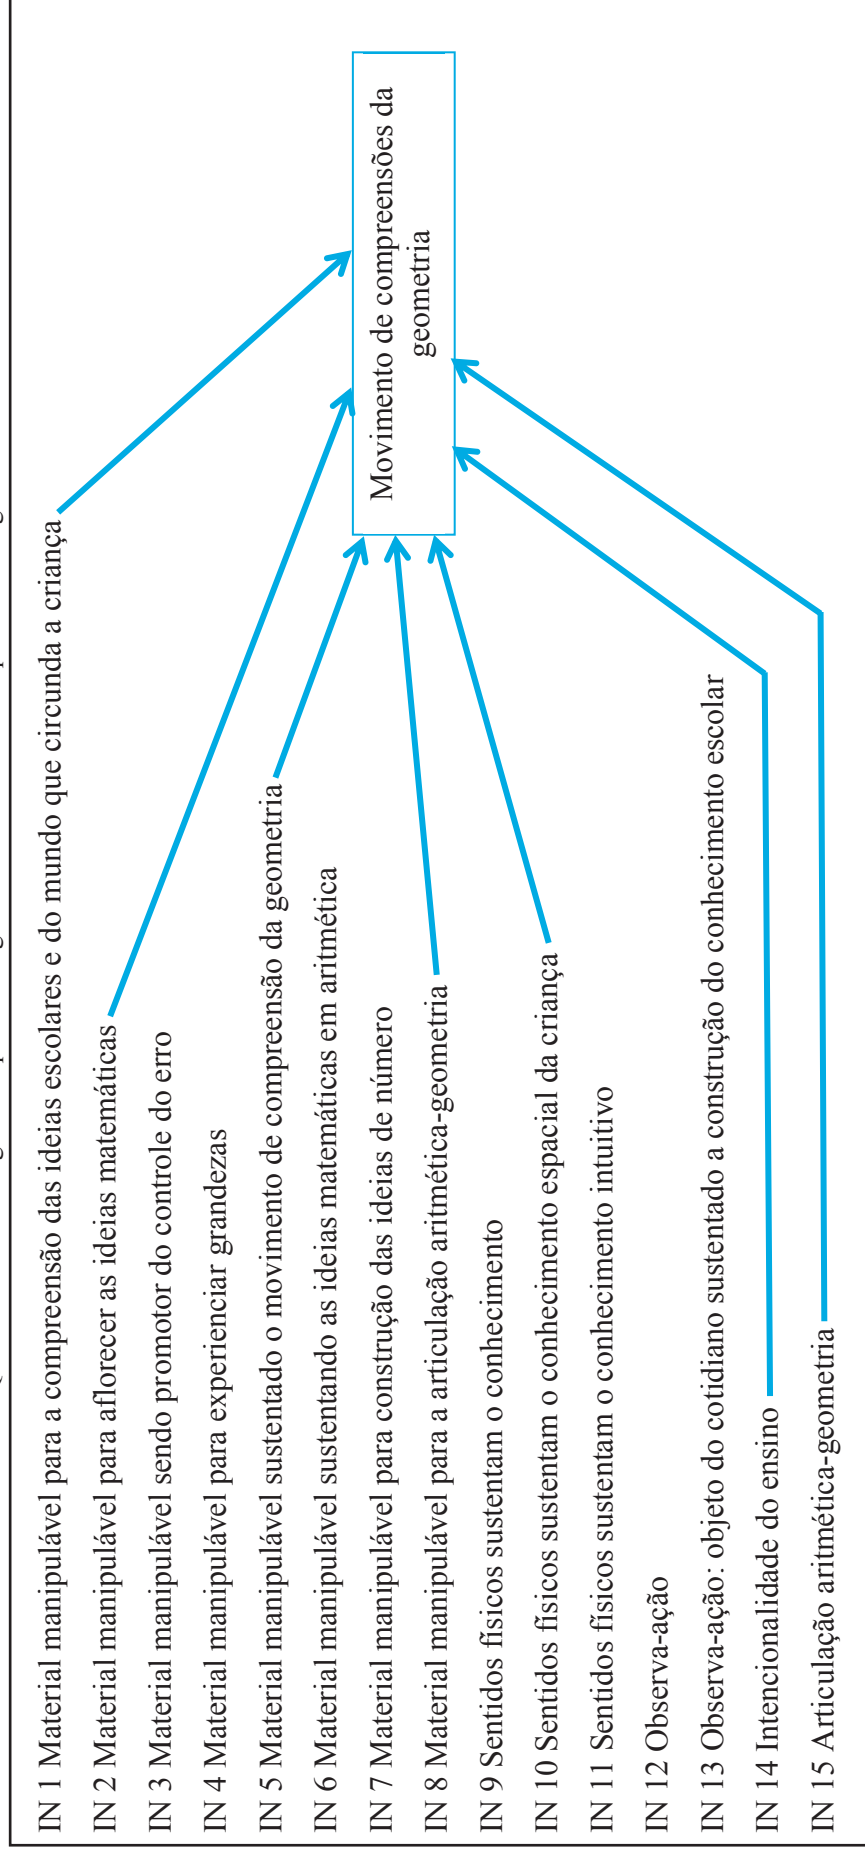 IN 1 Material manipulável para a compreensão das ideias escolares e do mundo que circunda a criança
IN 2 Material manipulável para aflorecer as ideias matemáticas
IN 3 Material manipulável sendo promotor do controle do erro
IN 4 Material manipulável para experienciar grandezas
IN 5 Material manipulável sustentado o movimento de compreensão da geometria
IN 6 Material manipulável sustentando as ideias matemáticas em aritmética
IN 7 Material manipulável para construção das ideias de número
IN 8 Material manipulável para a articulação aritmética-geometria
IN 9 Sentidos físicos sustentam o conhecimento
IN 10 Sentidos físicos sustentam o conhecimento espacial da criança
IN 11 Sentidos físicos sustentam o conhecimento intuitivo
IN 12 Observa-ação
IN 13 Observa-ação: objeto do cotidiano sustentado a construção do conhecimento escolar
IN 14 Intencionalidade do ensino
IN 15 Articulação aritmética-geometria
Movimento de compreensões da
geometria